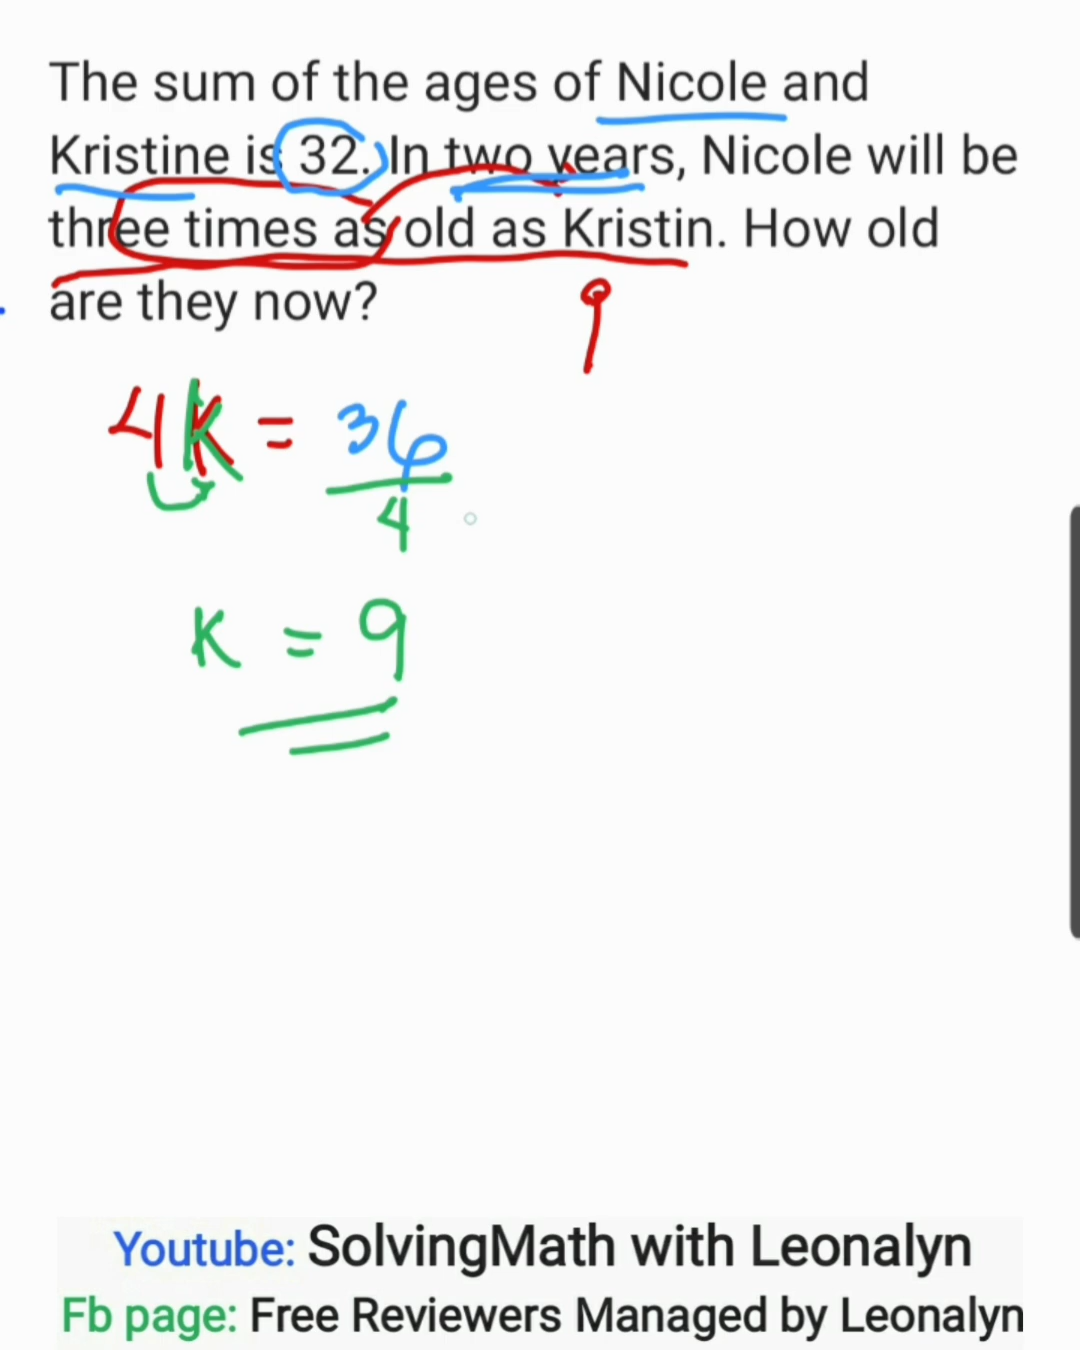 The sum of the ages of Nicole and
Kristine is 32. In two years, Nicole will be
three times as old as Kristin. How old
are they now?
9
4K = 36
4
K = 9
Youtube: SolvingMath with Leonalyn
Fb page: Free Reviewers Managed by Leonalyn